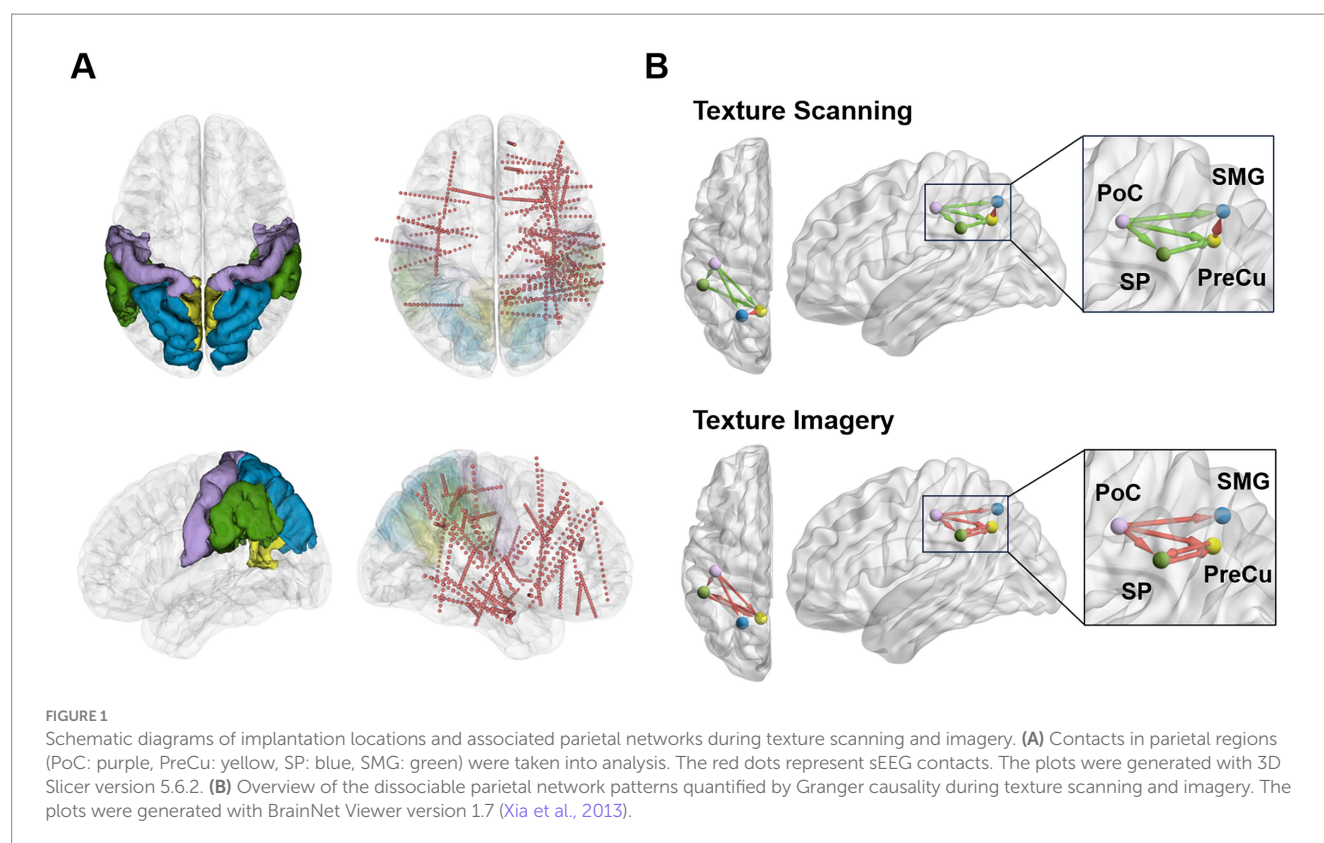 A
B
Texture Scanning
PoC
SMG
SP
PreCu
Texture Imagery
PoC
SMG
SP
PreCu
FIGURE 1
Schematic diagrams of implantation locations and associated parietal networks during texture scanning and imagery. (A) Contacts in parietal regions
(PoC: purple, PreCu: yellow, SP: blue, SMG: green) were taken into analysis. The red dots represent sEEG contacts. The plots were generated with 3D
Slicer version 5.6.2. (B) Overview of the dissociable parietal network patterns quantified by Granger causality during texture scanning and imagery. The
plots were generated with BrainNet Viewer version 1.7 (Xia et al., 2013).